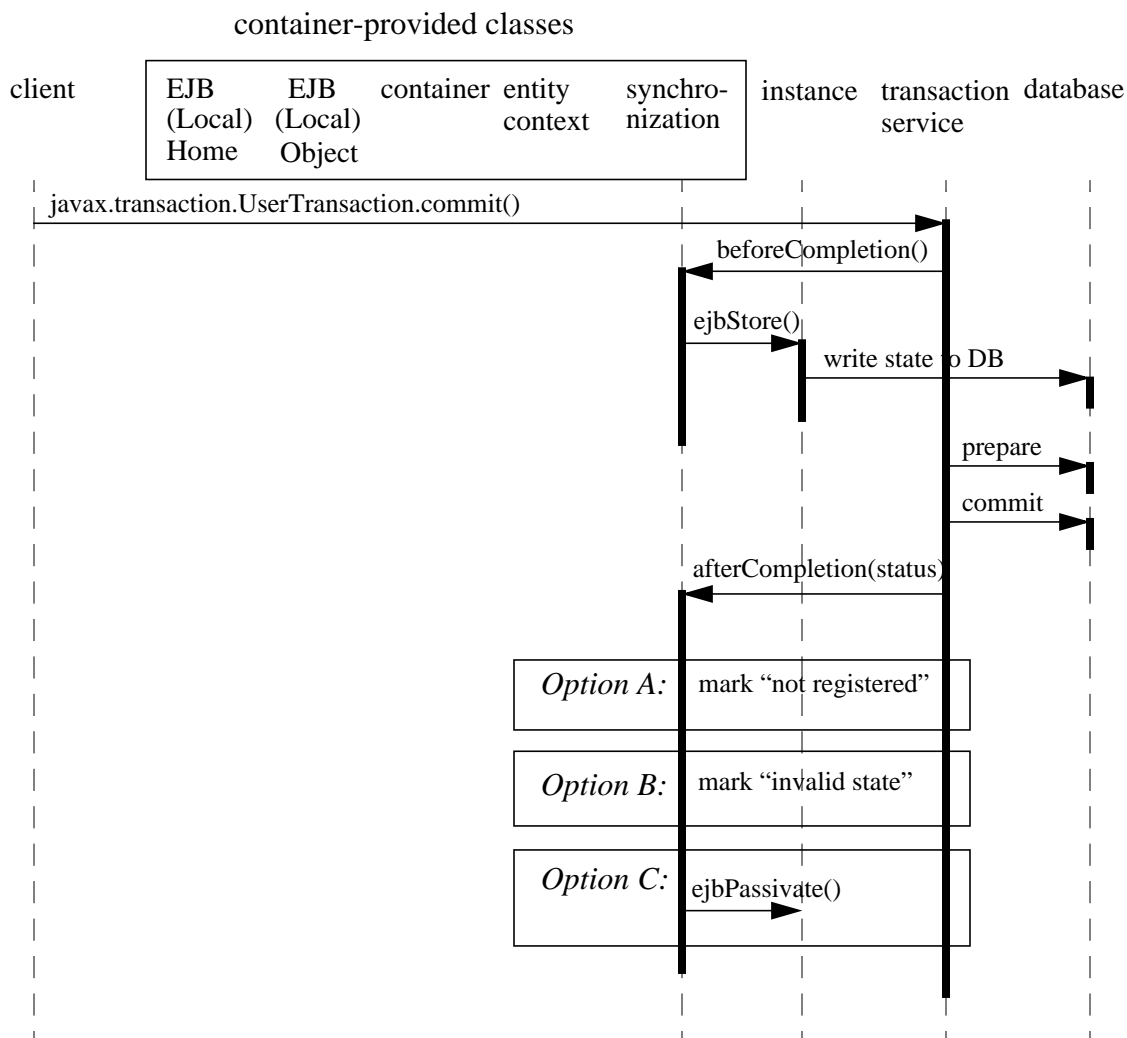 container-provided classes
client
EJB
(Local)
Home
EJB
(Local)
Object
container
entity
context
synchro-
nization
instance
transaction
service
database
javax.transaction.UserTransaction.commit()
beforeCompletion()
ejbStore()
write state to DB
prepare
commit
afterCompletion(status)
Option A: mark “not registered”
Option B: mark “invalid state”
Option C:
ejbPassivate()